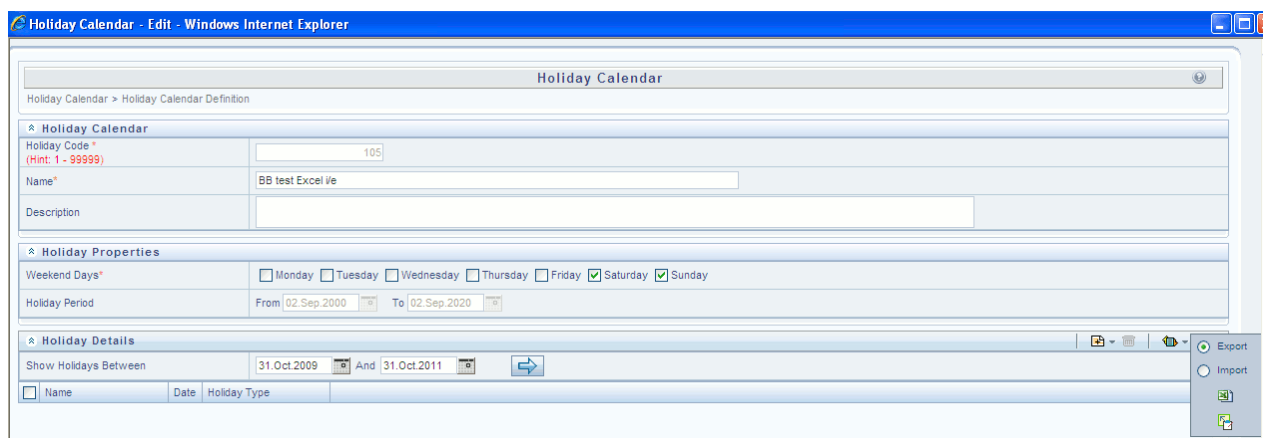 Holiday Calendar - Edit - Windows Internet Explorer
Holiday Calendar
Holiday Calendar > Holiday Calendar Definition
Holiday Calendar
Holiday Code *
(Hint: 1 - 99999)
105
Name*
BB test Excel i/e
Description
Holiday Properties
Weekend Days*
Monday Tuesday Wednesday Thursday Friday Saturday Sunday
Holiday Period
From 02.Sep.2000 To 02.Sep.2020
Holiday Details
Export
Show Holidays Between
31.Oct.2009 And 31.Oct.2011
Import
Name Date Holiday Type